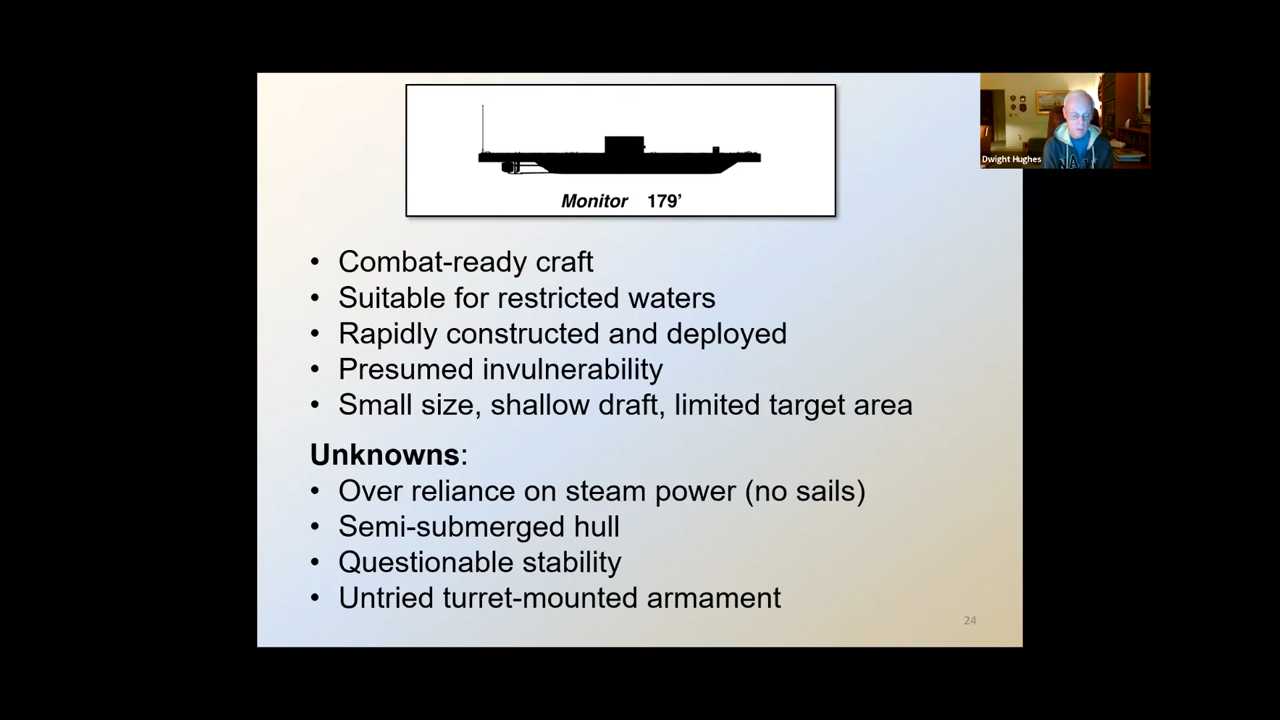 Monitor 179'
Dwight Hughes
NAVY
• Combat-ready craft
• Suitable for restricted waters
• Rapidly constructed and deployed
• Presumed invulnerability
• Small size, shallow draft, limited target area
Unknowns:
• Over reliance on steam power (no sails)
• Semi-submerged hull
• Questionable stability
• Untried turret-mounted armament
24